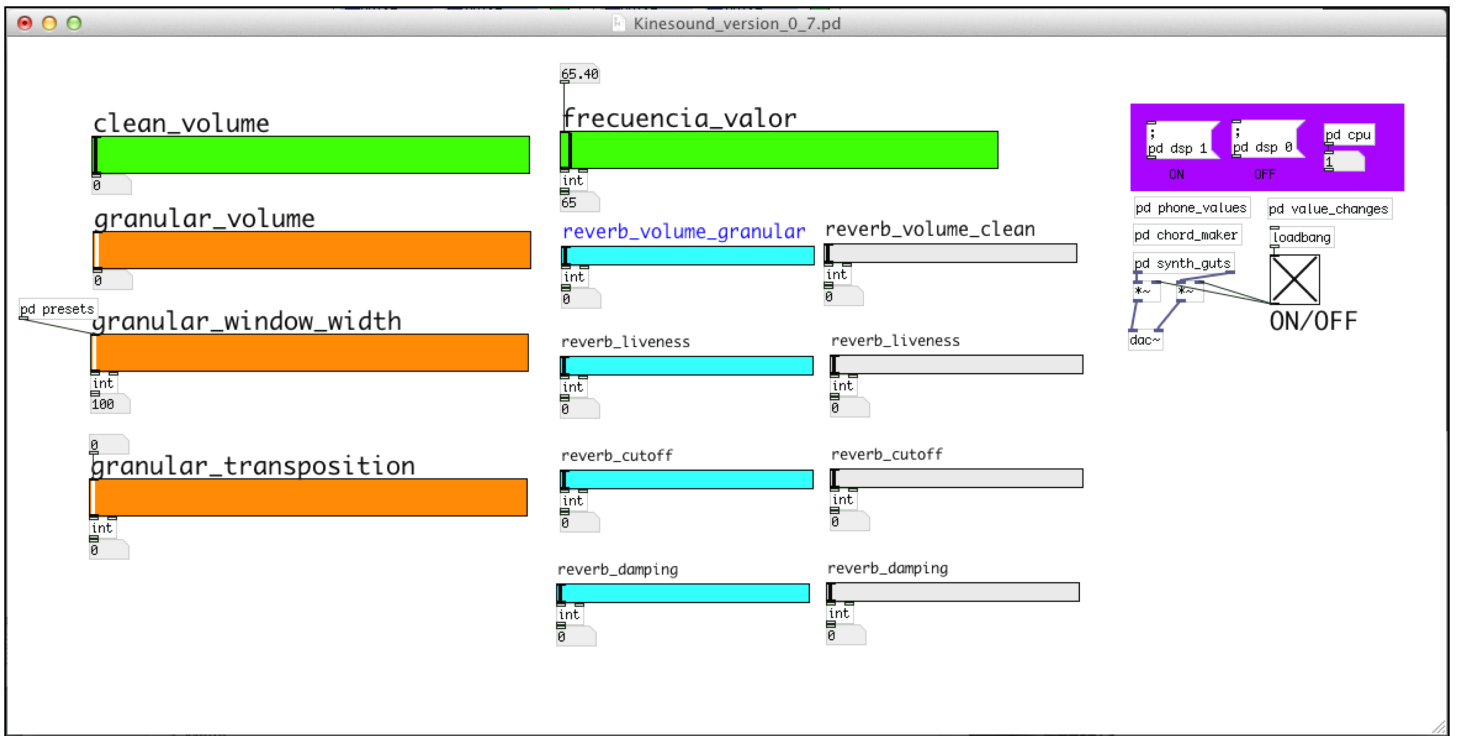 Kinesound_version_0_7.pd
clean_volume
0
granular_volume
0
pd presets
granular_window_width
int
100
0
granular_transposition
int
0
65.40
frecuencia_valor
int
65
reverb_volume_granular
int
0
reverb_liveness
int
0
reverb_cutoff
int
0
reverb_damping
int
0
reverb_volume_clean
int
0
reverb_liveness
int
0
reverb_cutoff
int
0
reverb_damping
int
0
;
pd dsp 1
ON
;
pd dsp 0
OFF
pd cpu
1
pd phone_values
pd value_changes
pd chord_maker
loadbang
pd synth_guts
*~
*~
dac~
ON/OFF